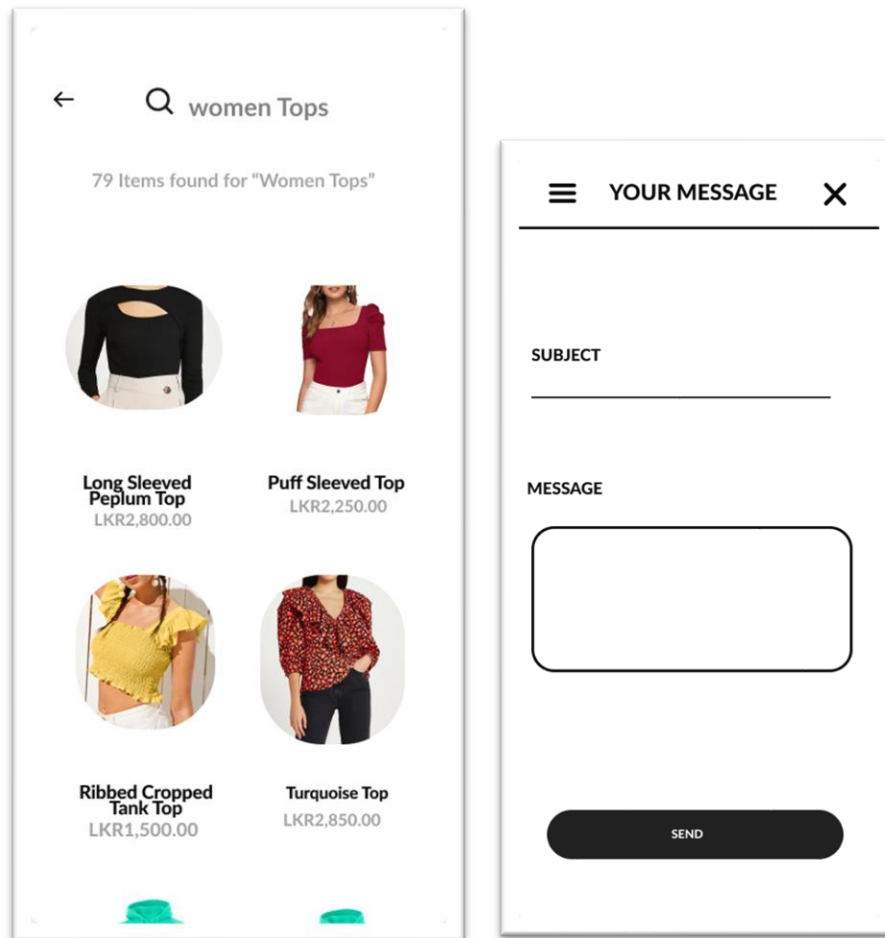 women Tops
79 Items found for “Women Tops”
Long Sleeved
Peplum Top
LKR2,800.00
Puff Sleeved Top
LKR2,250.00
Ribbed Cropped
Tank Top
LKR1,500.00
Turquoise Top
LKR2,850.00
YOUR MESSAGE
SUBJECT
MESSAGE
SEND